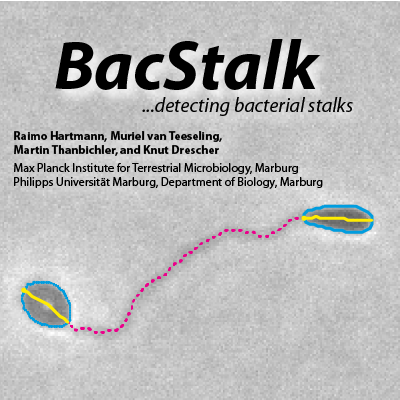 BacStalk
...detecting bacterial stalks
Raimo Hartmann, Muriel van Teeseling,
Martin Thanbichler, and Knut Drescher
Max Planck Institute for Terrestrial Microbiology, Marburg
Philipps Universität Marburg, Department of Biology, Marburg